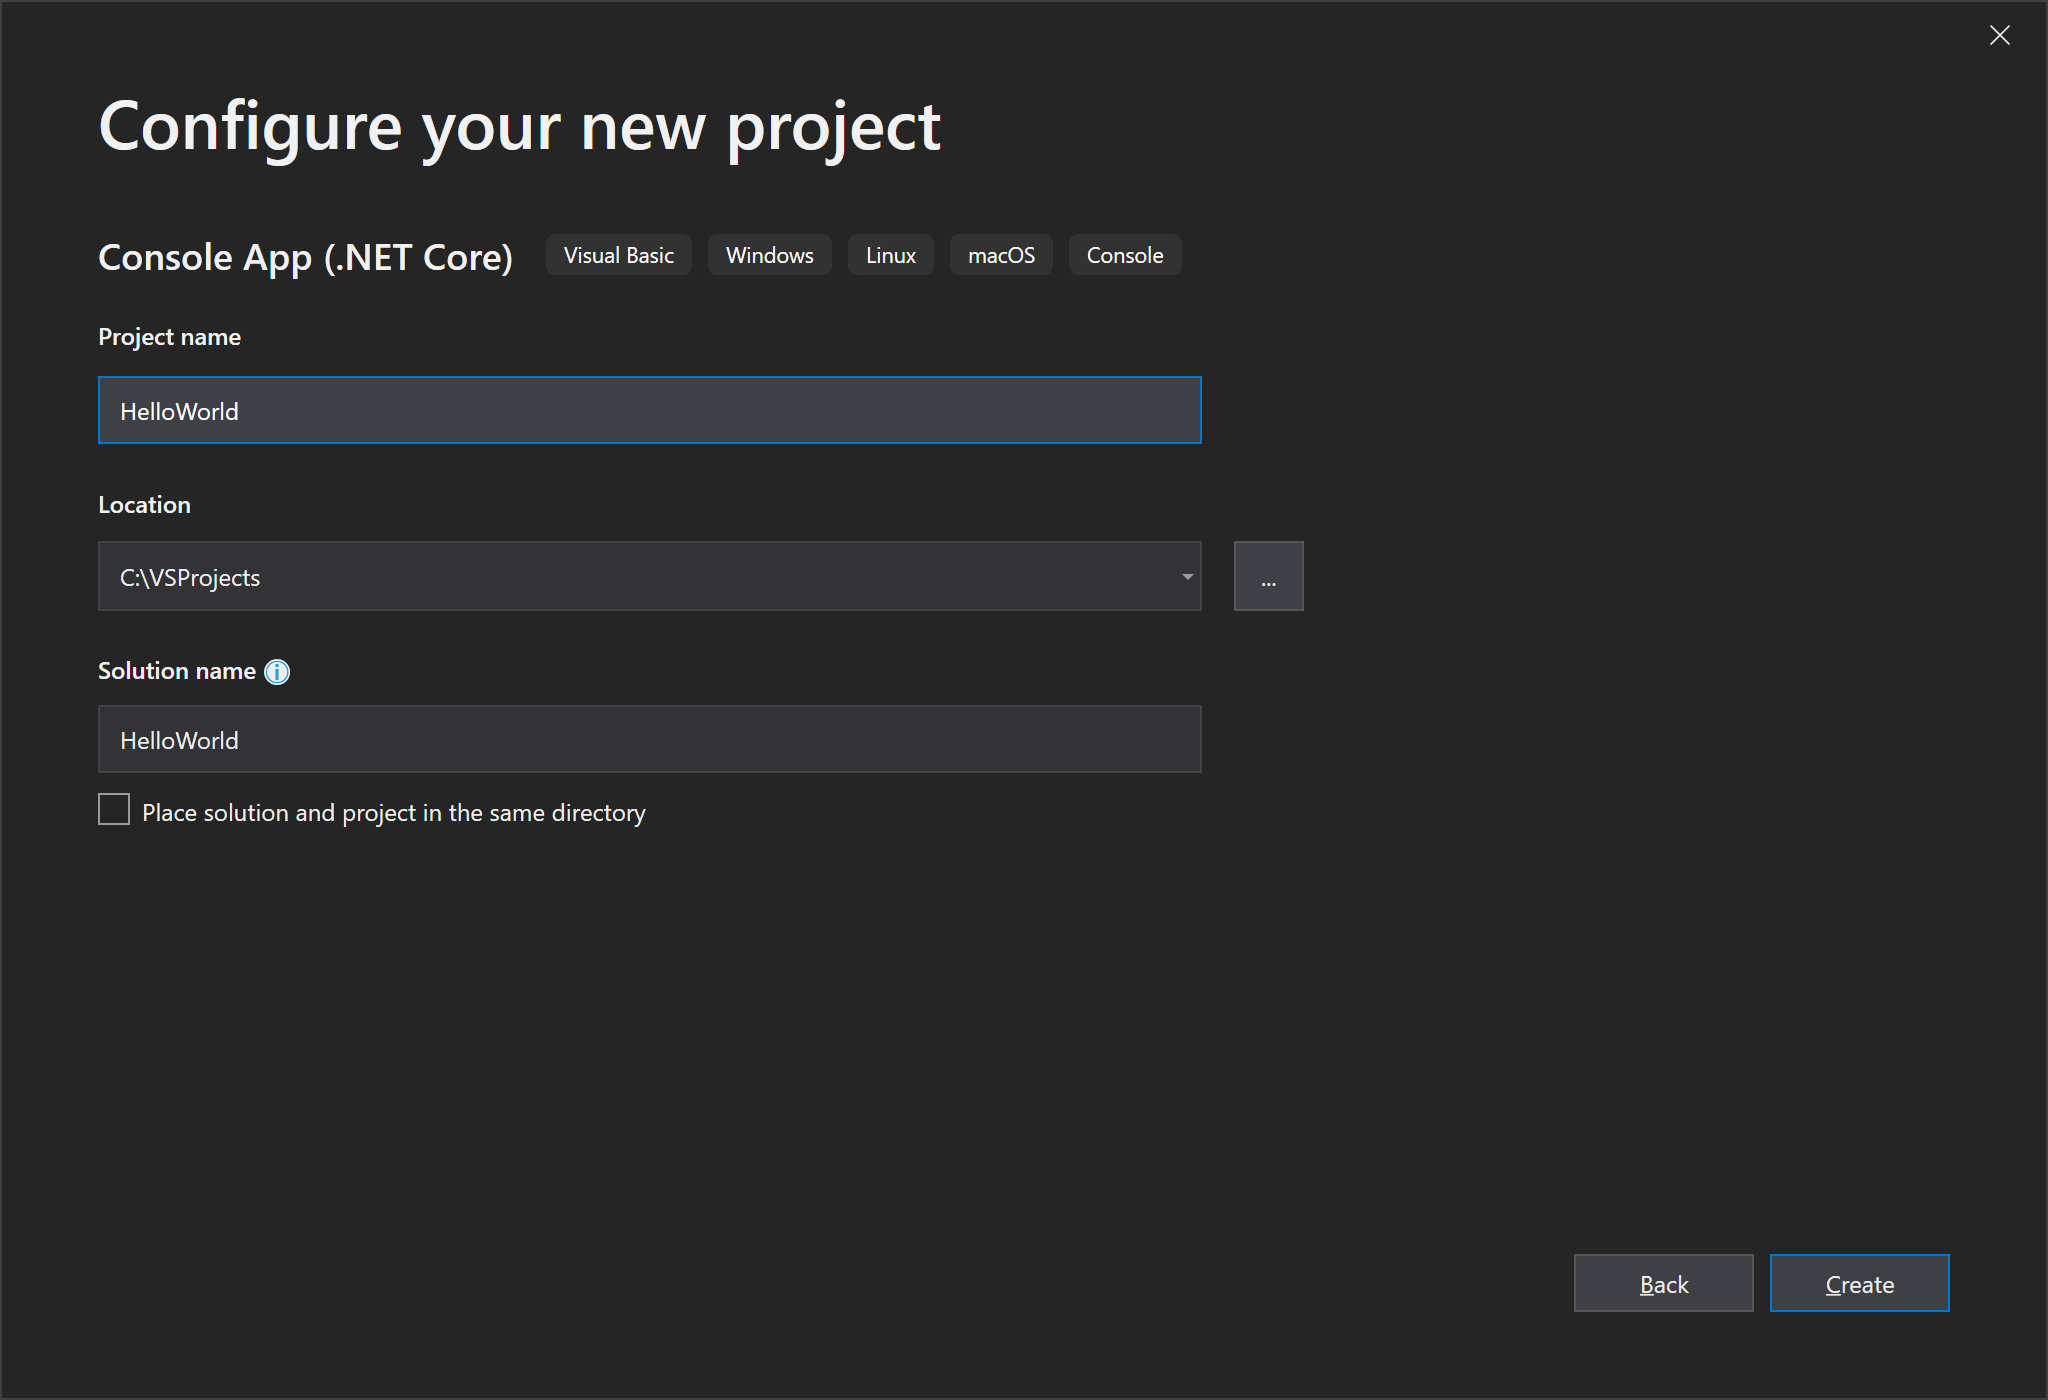 Configure your new project
Console App (.NET Core) Visual Basic Windows Linux macOS Console
Project name
HelloWorld
Location
C:\VSProjects
...
Solution name
HelloWorld
Place solution and project in the same directory
Back Create